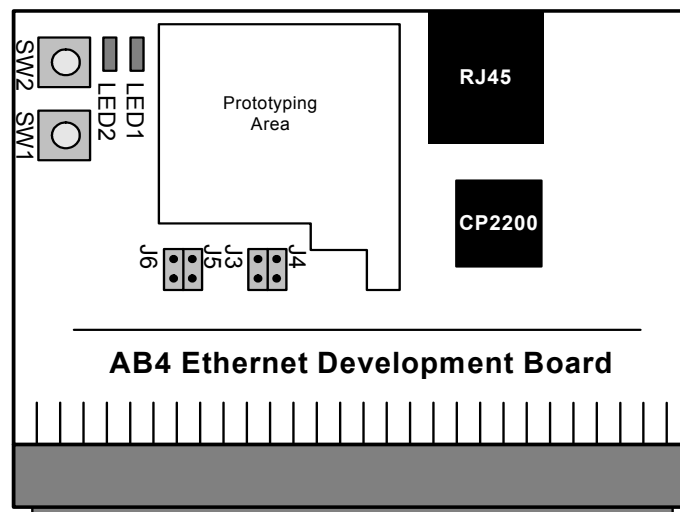 SW2
SW1
LED2
LED1
Prototyping
Area
RJ45
CP2200
J6
J5
J3
J4
AB4 Ethernet Development Board